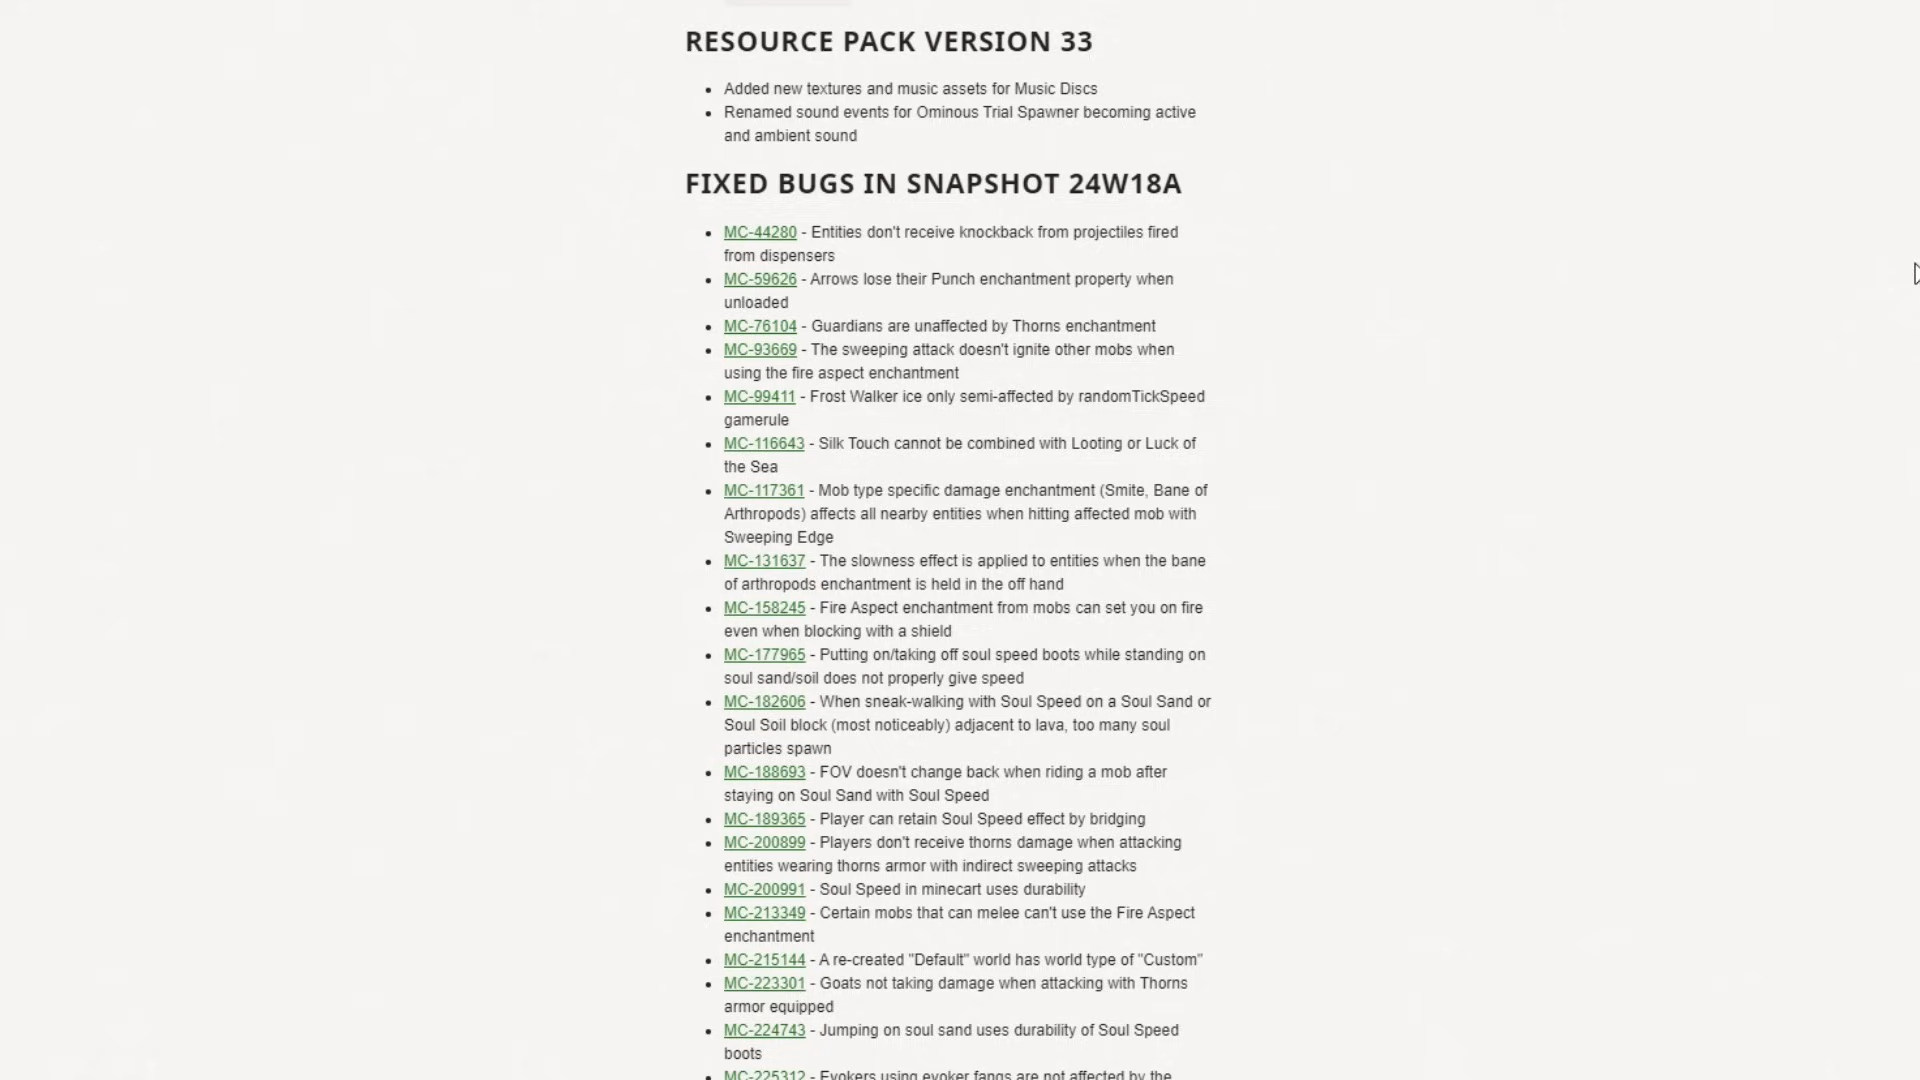 RESOURCE PACK VERSION 33
• Added new textures and music assets for Music Discs
• Renamed sound events for Ominous Trial Spawner becoming active
and ambient sound
FIXED BUGS IN SNAPSHOT 24W18A
• MC-44280 - Entities don't receive knockback from projectiles fired
from dispensers
• MC-59626 - Arrows lose their Punch enchantment property when
unloaded
• MC-76104 - Guardians are unaffected by Thorns enchantment
• MC-93669 - The sweeping attack doesn't ignite other mobs when
using the fire aspect enchantment
• MC-99411 - Frost Walker ice only semi-affected by randomTickSpeed
gamerule
• MC-116643 - Silk Touch cannot be combined with Looting or Luck of
the Sea
• MC-117361 - Mob type specific damage enchantment (Smite, Bane of
Arthropods) affects all nearby entities when hitting affected mob with
Sweeping Edge
• MC-131637 - The slowness effect is applied to entities when the bane
of arthropods enchantment is held in the off hand
• MC-158245 - Fire Aspect enchantment from mobs can set you on fire
even when blocking with a shield
• MC-177965 - Putting on/taking off soul speed boots while standing on
soul sand/soil does not properly give speed
• MC-182606 - When sneak-walking with Soul Speed on a Soul Sand or
Soul Soil block (most noticeably) adjacent to lava, too many soul
particles spawn
• MC-188693 - FOV doesn't change back when riding a mob after
staying on Soul Sand with Soul Speed
• MC-189365 - Player can retain Soul Speed effect by bridging
• MC-200899 - Players don't receive thorns damage when attacking
entities wearing thorns armor with indirect sweeping attacks
• MC-200991 - Soul Speed in minecart uses durability
• MC-213349 - Certain mobs that can melee can't use the Fire Aspect
enchantment
• MC-215144 - A re-created "Default" world has world type of "Custom"
• MC-223301 - Goats not taking damage when attacking with Thorns
armor equipped
• MC-224743 - Jumping on soul sand uses durability of Soul Speed
boots
• MC-225312 - Evokers using evoker fangs are not affected by the